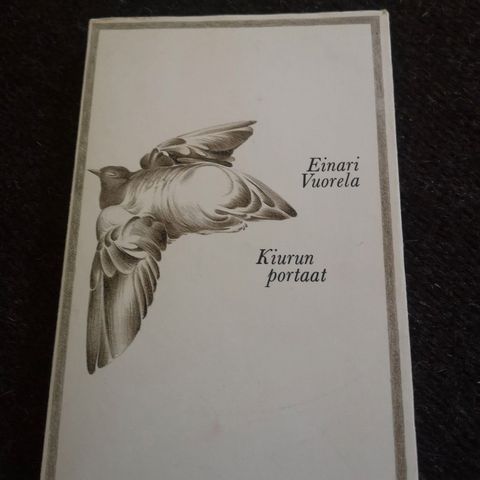 Einari
Vuorela
Kiurun
portaat